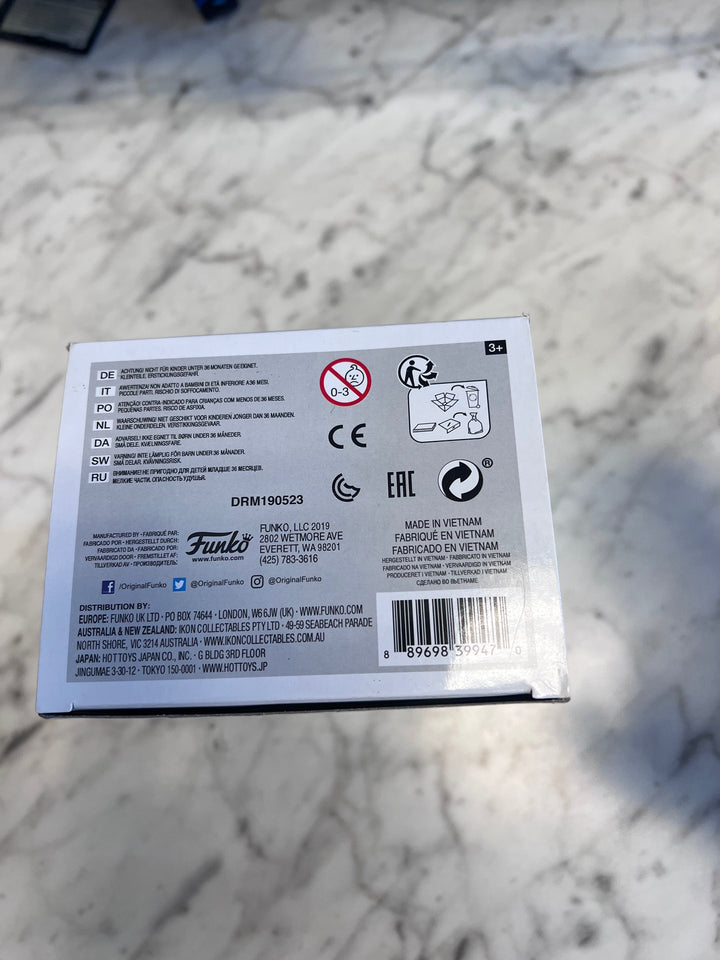 3+
DE ACHTUNG! NICHT FÜR KINDER UNTER 36 MONATEN GEEIGNET.
KLEINTEILE. ERSTICKUNGSGEFAHR.
IT AVVERTENZA! NON ADATTO A BAMBINI DI ETÀ INFERIORE A36 MESI.
PICCOLE PARTI. RISCHIO DI SOFFOCAMENTO.
PO ATENÇÃO! CONTRA-INDICADO PARA CRIANÇAS COM MENOS DE 36 MESES.
PEQUENAS PARTES. RISCO DE ASFIXIA.
NL WAARSCHUWING! NIET GESCHIKT VOOR KINDEREN JONGER DAN 36 MAANDEN.
KLEINE ONDERDELEN. VERSTIKKINGSGEVAAR.
DA ADVARSEL! IKKE EGNET TIL BØRN UNDER 36 MÅNEDER.
SMÅ DELE. KVÆLNINGSFARE.
SW VARNING! INTE LÄMPLIG FÖR BARN UNDER 36 MÅNADER.
SMÅ DELAR. KVÄVNINGSRISK.
RU ВНИМАНИЕ! НЕ ПРИГОДНО ДЛЯ ДЕТЕЙ МЛАДШЕ 36 МЕСЯЦЕВ.
МЕЛКИЕ ЧАСТИ. ОПАСНОСТЬ УДУШЬЯ.
0-3
CE
EAC
®
DRM190523
MANUFACTURED BY • FABRIQUÉ PAR:
FABRICADO POR • HERGESTELLT DURCH:
FABBRICATO DA • FABRICADO POR:
VERVAARDIGD DOOR • FREMSTILLET AF:
TILLVERKAD AV • ПРОИЗВОДИТЕЛЬ:
Funko
www.funko.com
FUNKO, LLC 2019
2802 WETMORE AVE
EVERETT, WA 98201
(425) 783-3616
/OriginalFunko @OriginalFunko @OriginalFunko
MADE IN VIETNAM
FABRIQUÉ EN VIETNAM
FABRICADO EN VIETNAM
HERGESTELLT IN VIETNAM • FABBRICATO IN VIETNAM
FABRICADO NA VIETNAM • VERVAARDIGD IN VIETNAM
PRODUCERET I VIETNAM • TILLVERKAD I VIETNAM
СДЕЛАНО ВО ВЬЕТНАМЕ
DISTRIBUTION BY:
EUROPE: FUNKO UK LTD · PO BOX 74644 · LONDON, W6 6JW (UK) · WWW.FUNKO.COM
AUSTRALIA & NEW ZEALAND: IKON COLLECTABLES PTY LTD · 49-59 SEABEACH PARADE
NORTH SHORE, VIC 3214 AUSTRALIA · WWW.IKONCOLLECTABLES.COM.AU
JAPAN: HOT TOYS JAPAN CO., INC. · G BLDG 3RD FLOOR
JINGUMAE 3-30-12 · TOKYO 150-0001 · WWW.HOTTOYS.JP
8 89698 39947 0